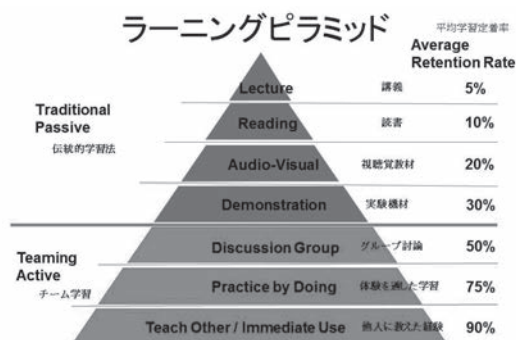 ラーニングピラミッド
平均学習定着率
Average
Retention Rate
Lecture 講義 5%
Traditional
Passive
伝統的学習法
Reading 読書 10%
Audio-Visual 視聴覚教材 20%
Demonstration 実験機材 30%
Discussion Group グループ討論 50%
Teaming
Active
チーム学習
Practice by Doing 体験を通した学習 75%
Teach Other / Immediate Use 他人に教えた経験 90%